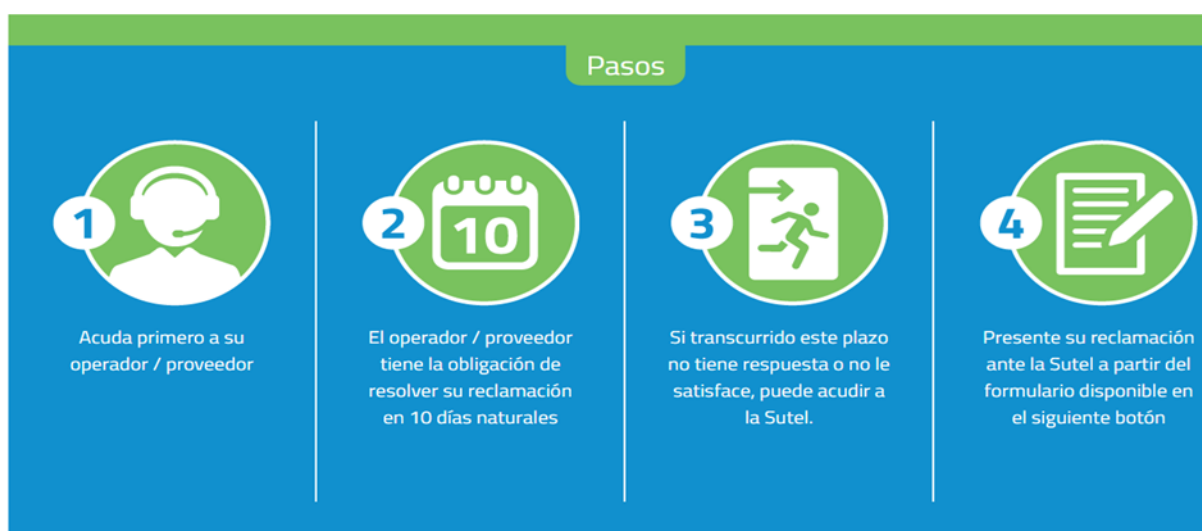 Pasos
1
Acuda primero a su
operador / proveedor
2
10
El operador / proveedor
tiene la obligación de
resolver su reclamación
en 10 días naturales
3
Si transcurrido este plazo
no tiene respuesta o no le
satisface, puede acudir a
la Sutel.
4
Presente su reclamación
ante la Sutel a partir del
formulario disponible en
el siguiente botón